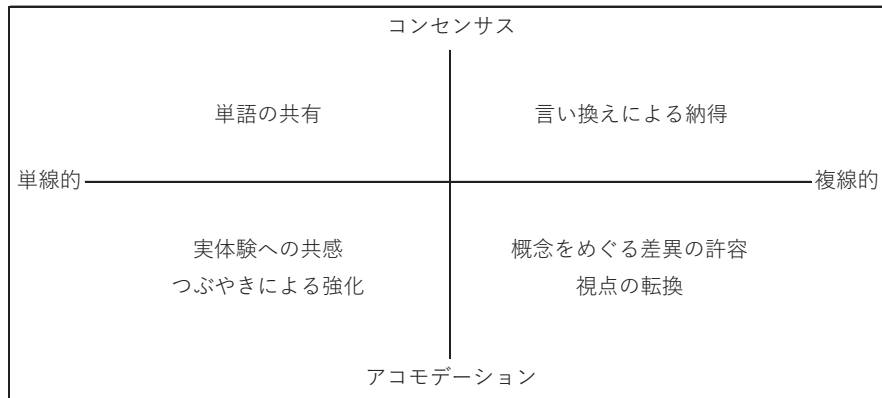 コンセンサス
単語の共有
言い換えによる納得
単線的
複線的
実体験への共感
つぶやきによる強化
概念をめぐる差異の許容
視点の転換
アコモデーション